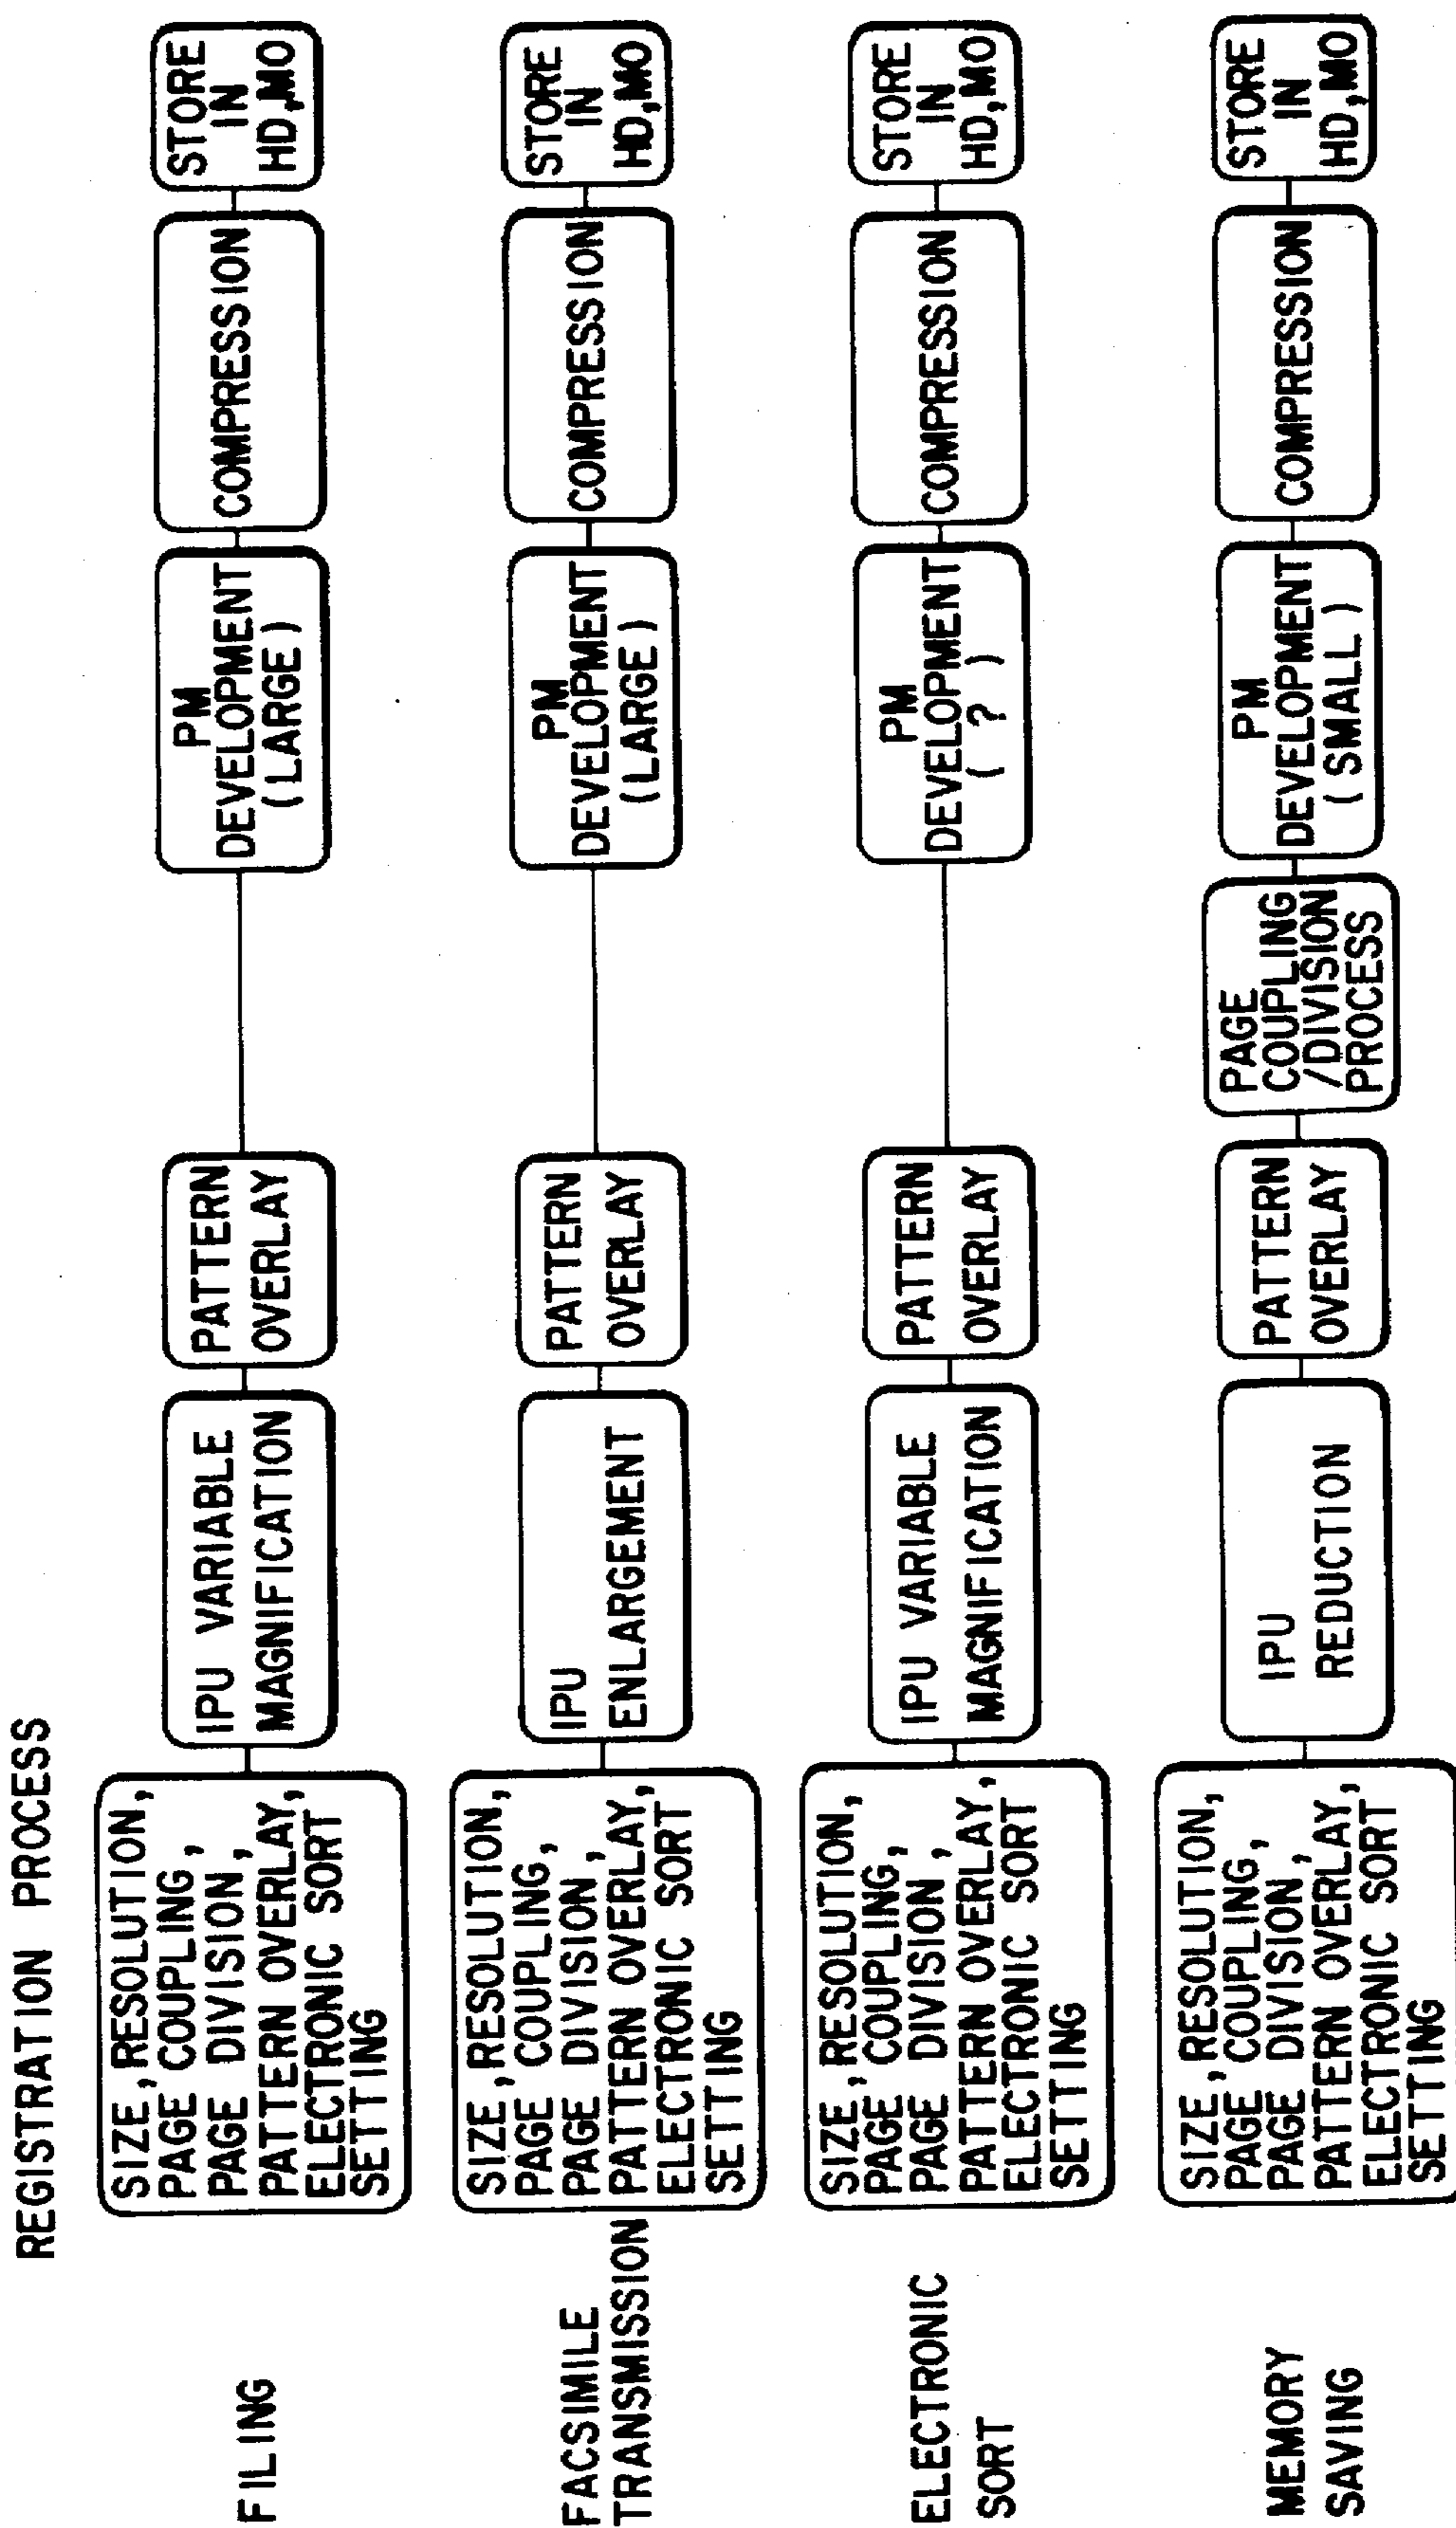 REGISTRATION PROCESS
FILING
SIZE, RESOLUTION,
PAGE COUPLING,
PAGE DIVISION,
PATTERN OVERLAY,
ELECTRONIC SORT
SETTING
IPU VARIABLE
MAGNIFICATION
PATTERN
OVERLAY
PM
DEVELOPMENT
(LARGE)
COMPRESSION
STORE
IN
HD,MO
FACSIMILE
TRANSMISSION
SIZE, RESOLUTION,
PAGE COUPLING,
PAGE DIVISION,
PATTERN OVERLAY,
ELECTRONIC SORT
SETTING
IPU
ENLARGEMENT
PATTERN
OVERLAY
PM
DEVELOPMENT
(LARGE)
COMPRESSION
STORE
IN
HD,MO
ELECTRONIC
SORT
SIZE, RESOLUTION,
PAGE COUPLING,
PAGE DIVISION,
PATTERN OVERLAY,
ELECTRONIC SORT
SETTING
IPU VARIABLE
MAGNIFICATION
PATTERN
OVERLAY
PM
DEVELOPMENT
( ? )
COMPRESSION
STORE
IN
HD,MO
MEMORY
SAVING
SIZE, RESOLUTION,
PAGE COUPLING,
PAGE DIVISION,
PATTERN OVERLAY,
ELECTRONIC SORT
SETTING
IPU
REDUCTION
PATTERN
OVERLAY
PAGE
COUPLING
/DIVISION
PROCESS
PM
DEVELOPMENT
( SMALL )
COMPRESSION
STORE
IN
HD,MO